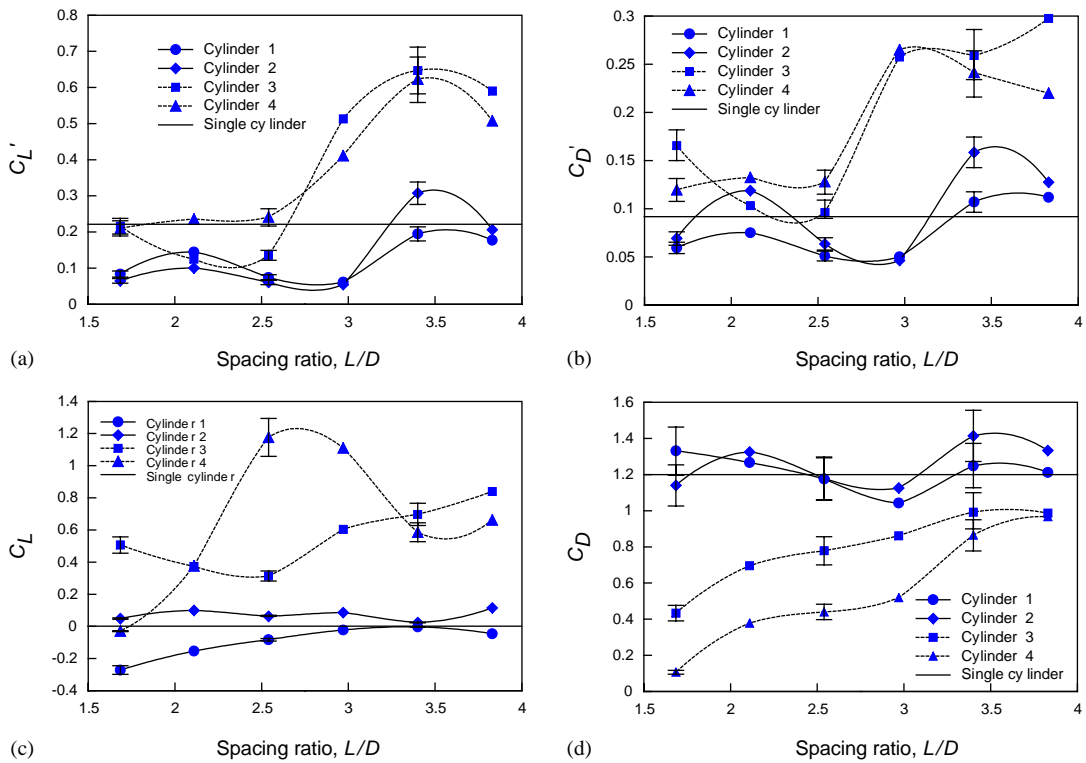 0.8
0.7
0.6
0.5
0.4
0.3
0.2
0.1
0
C_L'
Cylinder 1
Cylinder 2
Cylinder 3
Cylinder 4
Single cy linder
1.5 2 2.5 3 3.5 4
(a) Spacing ratio, L/D
0.3
0.25
0.2
0.15
0.1
0.05
0
C_D'
Cylinder 1
Cylinder 2
Cylinder 3
Cylinder 4
Single cy linder
1.5 2 2.5 3 3.5 4
(b) Spacing ratio, L/D
1.4
1.2
1
0.8
0.6
0.4
0.2
0
-0.2
-0.4
C_L
Cylinde r 1
Cylinde r 2
Cylinde r 3
Cylinde r 4
Single cylinde r
1.5 2 2.5 3 3.5 4
(c) Spacing ratio, L/D
1.6
1.4
1.2
1
0.8
0.6
0.4
0.2
0
C_D
Cylinder 1
Cylinder 2
Cylinder 3
Cylinder 4
Single cy linder
1.5 2 2.5 3 3.5 4
(d) Spacing ratio, L/D